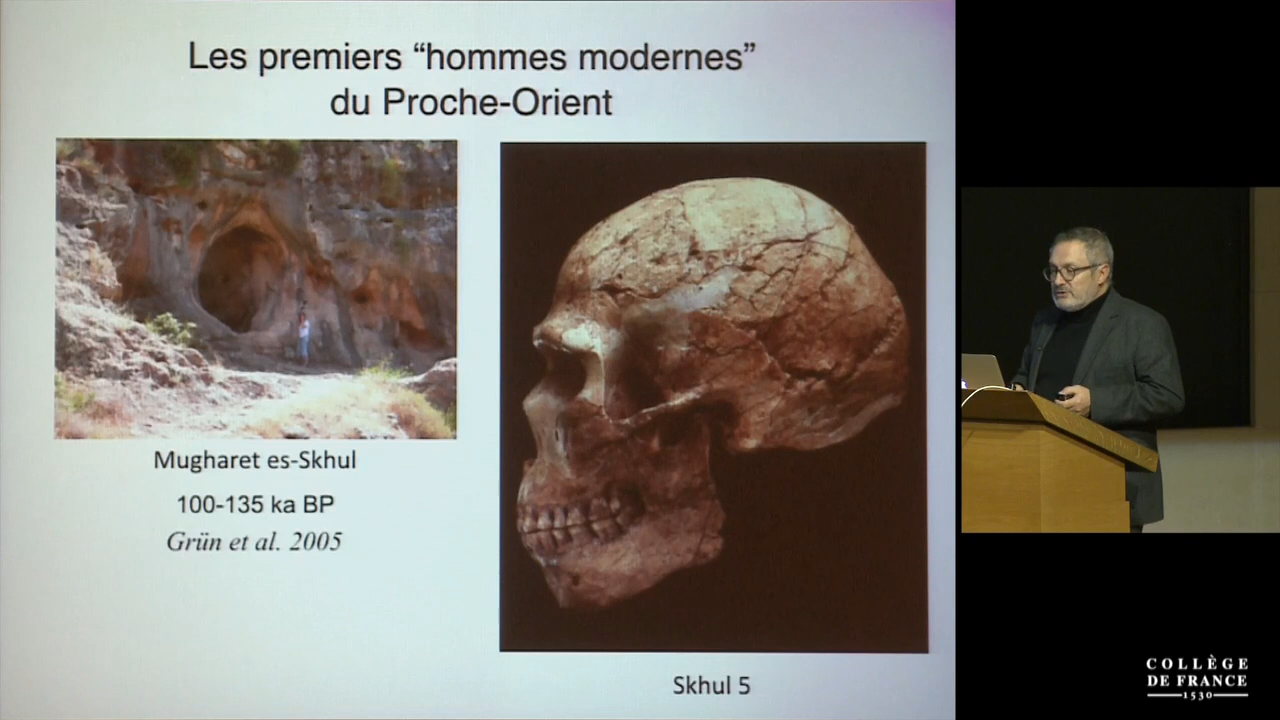 Les premiers “hommes modernes”
du Proche-Orient
Mugharet es-Skhul
100-135 ka BP
Grün et al. 2005
Skhul 5
COLLÈGE
DE FRANCE
1530